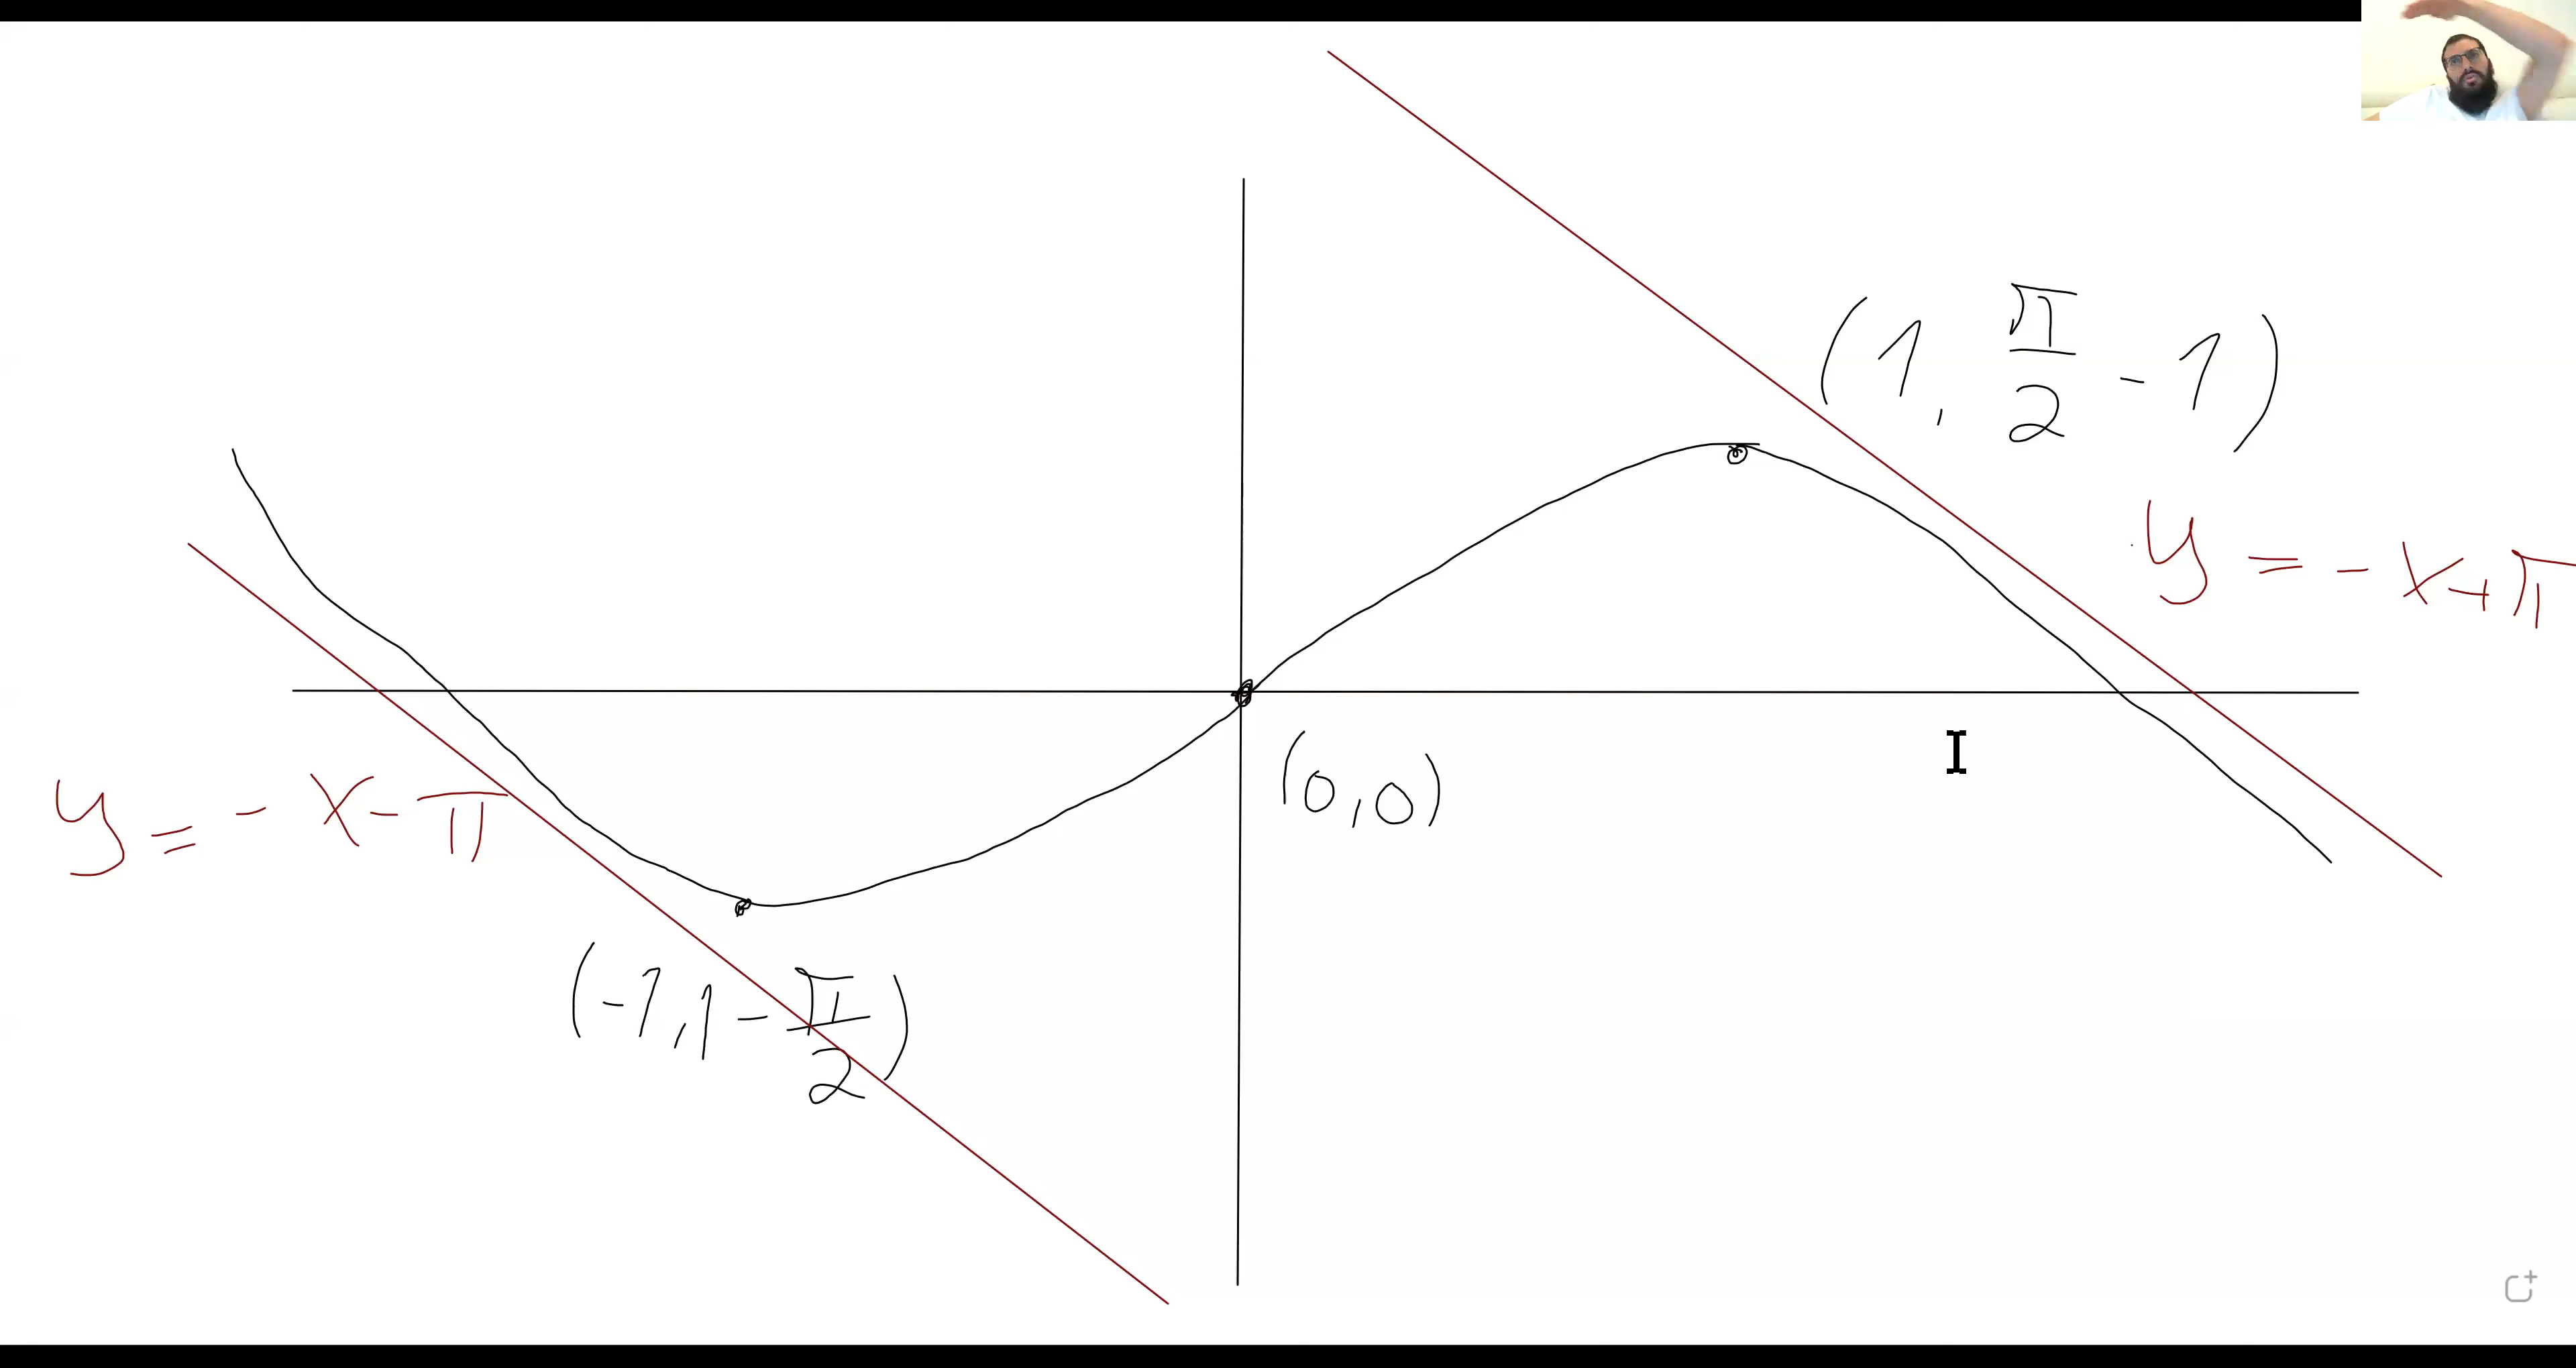 (1, π/2 - 1)
y = - x + π
y = - x - π
(0,0)
(-1, 1 - π/2)